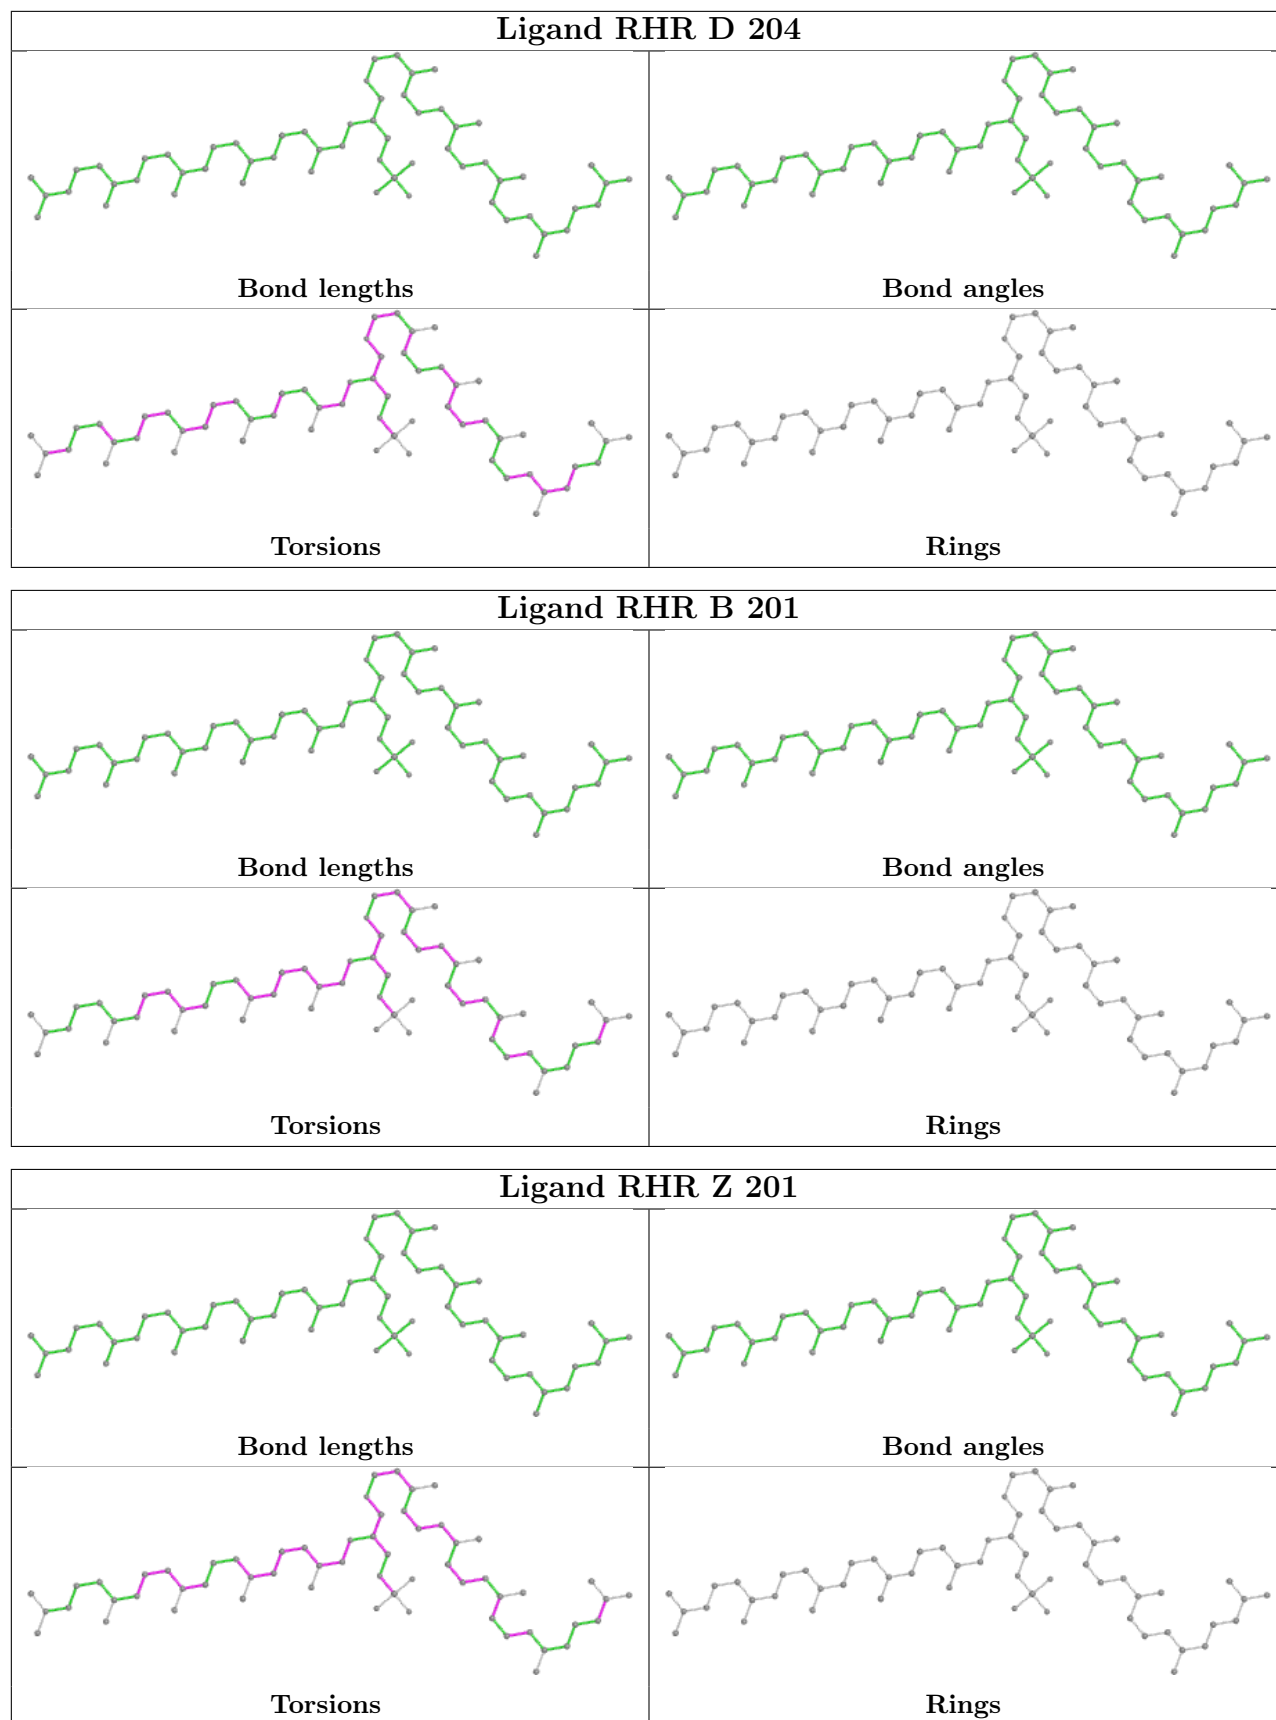 Ligand RHR D 204
Bond lengths
Bond angles
Torsions
Rings
Ligand RHR B 201
Bond lengths
Bond angles
Torsions
Rings
Ligand RHR Z 201
Bond lengths
Bond angles
Torsions
Rings